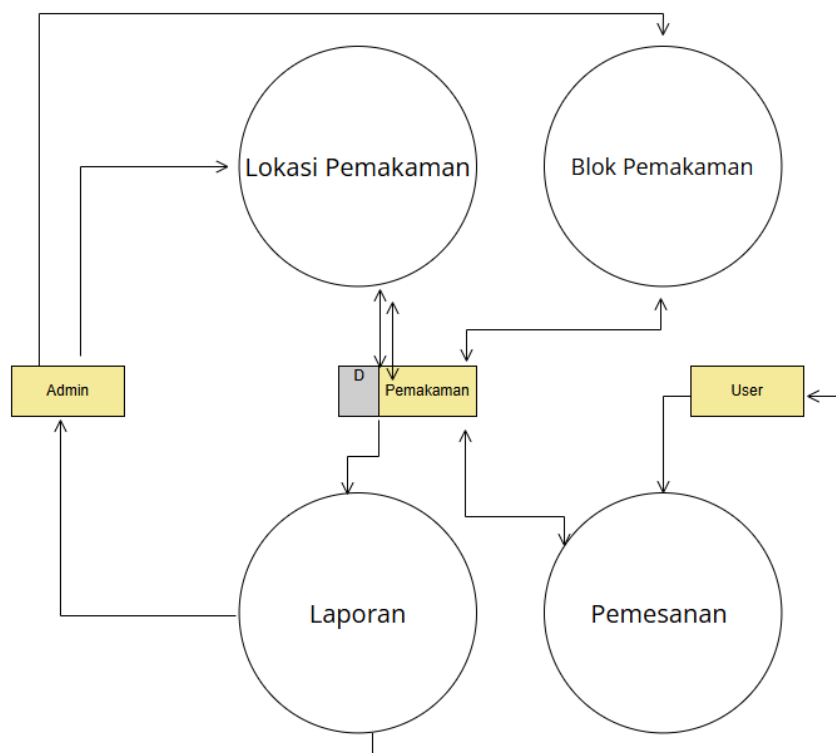 Lokasi Pemakaman
Blok Pemakaman
Admin
D
Pemakaman
User
Laporan
Pemesanan